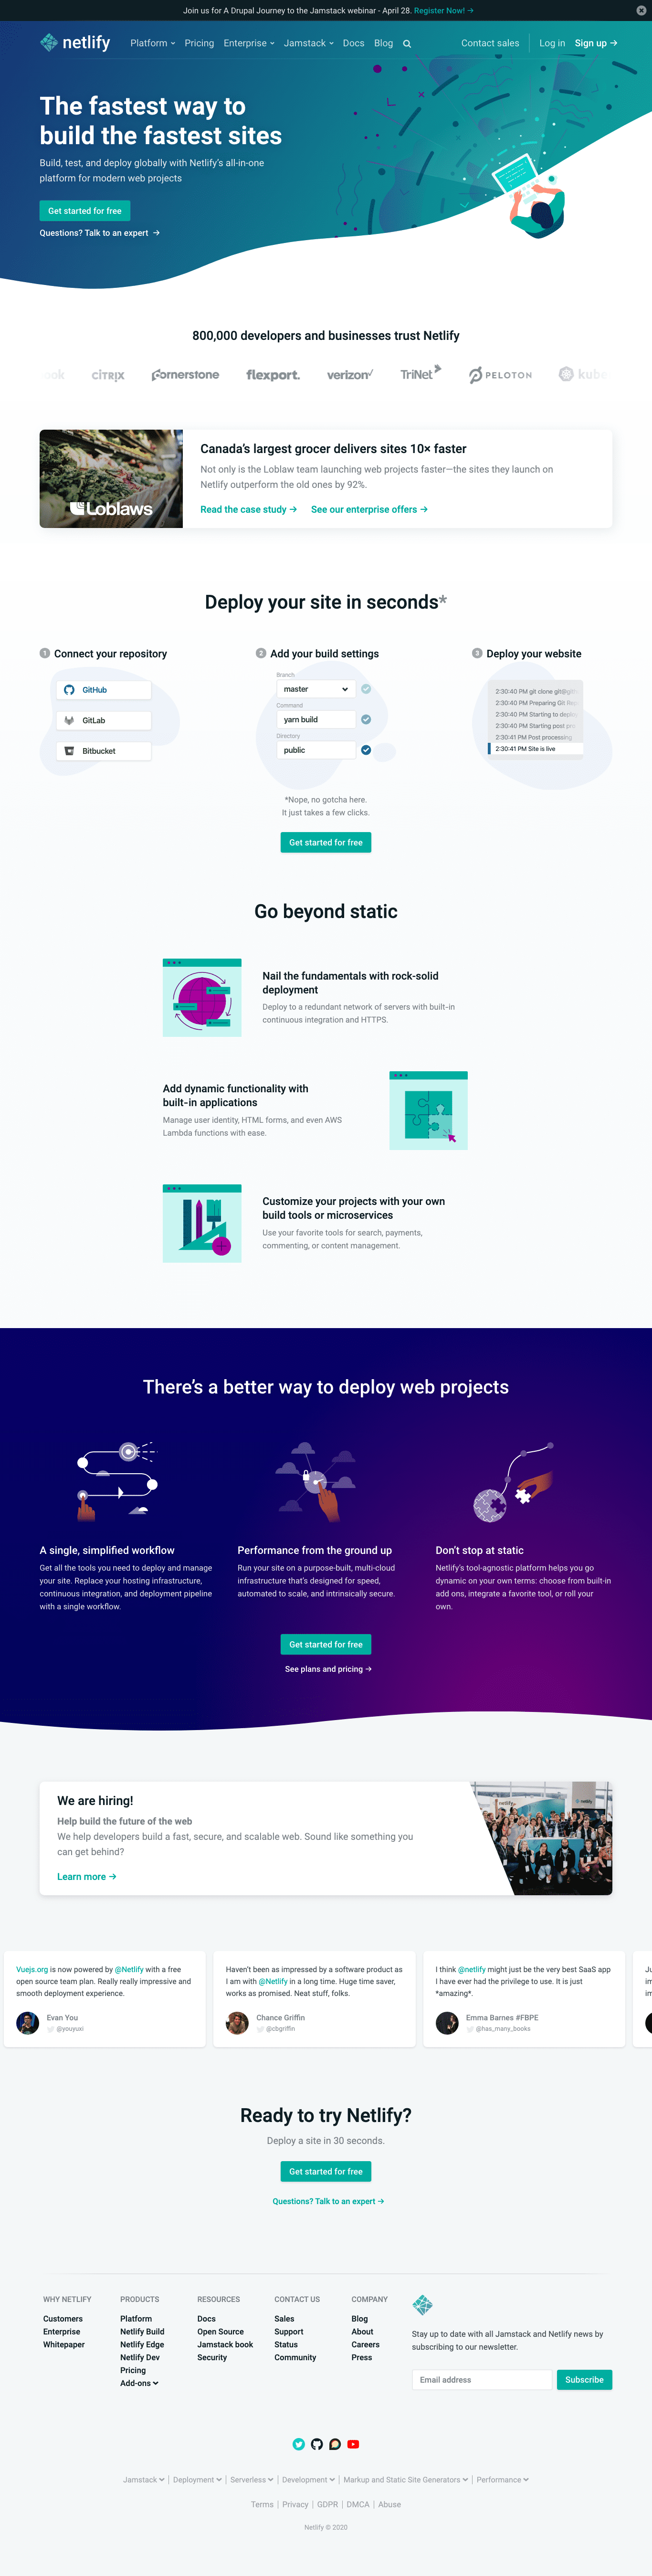 Join us for A Drupal Journey to the Jamstack webinar - April 28. Register Now! →
netlify Platform Pricing Enterprise Jamstack Docs Blog Contact sales Log in Sign up →
The fastest way to
build the fastest sites
Build, test, and deploy globally with Netlify's all-in-one
platform for modern web projects
Get started for free
Questions? Talk to an expert →
800,000 developers and businesses trust Netlify
citrix cornerstone flexport. verizon✓ TriNet PELOTON
Loblaws
Canada's largest grocer delivers sites 10× faster
Not only is the Loblaw team launching web projects faster—the sites they launch on
Netlify outperform the old ones by 92%.
Read the case study → See our enterprise offers →
Deploy your site in seconds*
1 Connect your repository
GitHub
GitLab
Bitbucket
2 Add your build settings
Branch
master
Command
yarn build
Directory
public
3 Deploy your website
2:30:40 PM git clone
2:30:40 PM Preparing Git
2:30:40 PM Starting to
2:30:40 PM Starting post
2:30:41 PM Post processing
2:30:41 PM Site is live
*Nope, no gotcha here.
It just takes a few clicks.
Get started for free
Go beyond static
Nail the fundamentals with rock-solid
deployment
Deploy to a redundant network of servers with built-in
continuous integration and HTTPS.
Add dynamic functionality with
built-in applications
Manage user identity, HTML forms, and even AWS
Lambda functions with ease.
Customize your projects with your own
build tools or microservices
Use your favorite tools for search, payments,
commenting, or content management.
There's a better way to deploy web projects
A single, simplified workflow
Get all the tools you need to deploy and manage
your site. Replace your hosting infrastructure,
continuous integration, and deployment pipeline
with a single workflow.
Performance from the ground up
Run your site on a purpose-built, multi-cloud
infrastructure that's designed for speed,
automated to scale, and intrinsically secure.
Don't stop at static
Netlify's tool-agnostic platform helps you go
dynamic on your own terms: choose from built-in
add ons, integrate a favorite tool, or roll your
own.
Get started for free
See plans and pricing →
We are hiring!
Help build the future of the web
We help developers build a fast, secure, and scalable web. Sound like something you
can get behind?
Learn more →
Vuejs.org is now powered by @Netlify with a free
open source team plan. Really really impressive and
smooth deployment experience.
Evan You
@youyuxi
Haven't been as impressed by a software product as
I am with @Netlify in a long time. Huge time saver,
works as promised. Neat stuff, folks.
Chance Griffin
@cbgriffin
I think @netlify might just be the very best SaaS app
I have ever had the privilege to use. It is just
*amazing*.
Emma Barnes #FBPE
@has_many_books
Ready to try Netlify?
Deploy a site in 30 seconds.
Get started for free
Questions? Talk to an expert →
WHY NETLIFY
Customers
Enterprise
Whitepaper
PRODUCTS
Platform
Netlify Build
Netlify Edge
Netlify Dev
Pricing
Add-ons
RESOURCES
Docs
Open Source
Jamstack book
Security
CONTACT US
Sales
Support
Status
Community
COMPANY
Blog
About
Careers
Press
Stay up to date with all Jamstack and Netlify news by
subscribing to our newsletter.
Email address Subscribe
Jamstack | Deployment | Serverless | Development | Markup and Static Site Generators | Performance
Terms | Privacy | GDPR | DMCA | Abuse
Netlify © 2020